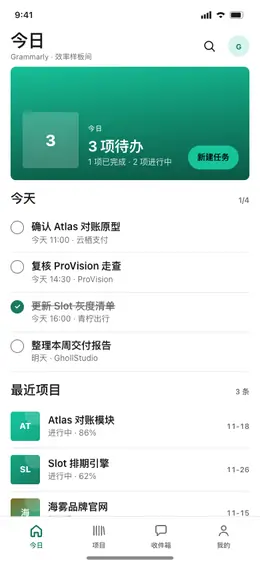 9:41
今日
G
Grammarly · 效率样板间
3
今日
3 项待办
1 项已完成 · 2 项进行中
新建任务
今天
1/4
确认 Atlas 对账原型
今天 11:00 · 云栖支付
复核 ProVision 走查
今天 14:30 · ProVision
更新 Slot 灰度清单
今天 16:00 · 青柠出行
整理本周交付报告
明天 · GhollStudio
最近项目
3 条
AT
Atlas 对账模块
进行中 · 86%
11-18
SL
Slot 排期引擎
进行中 · 62%
11-26
海
海雾品牌官网
11-15
今日
项目
收件箱
我的